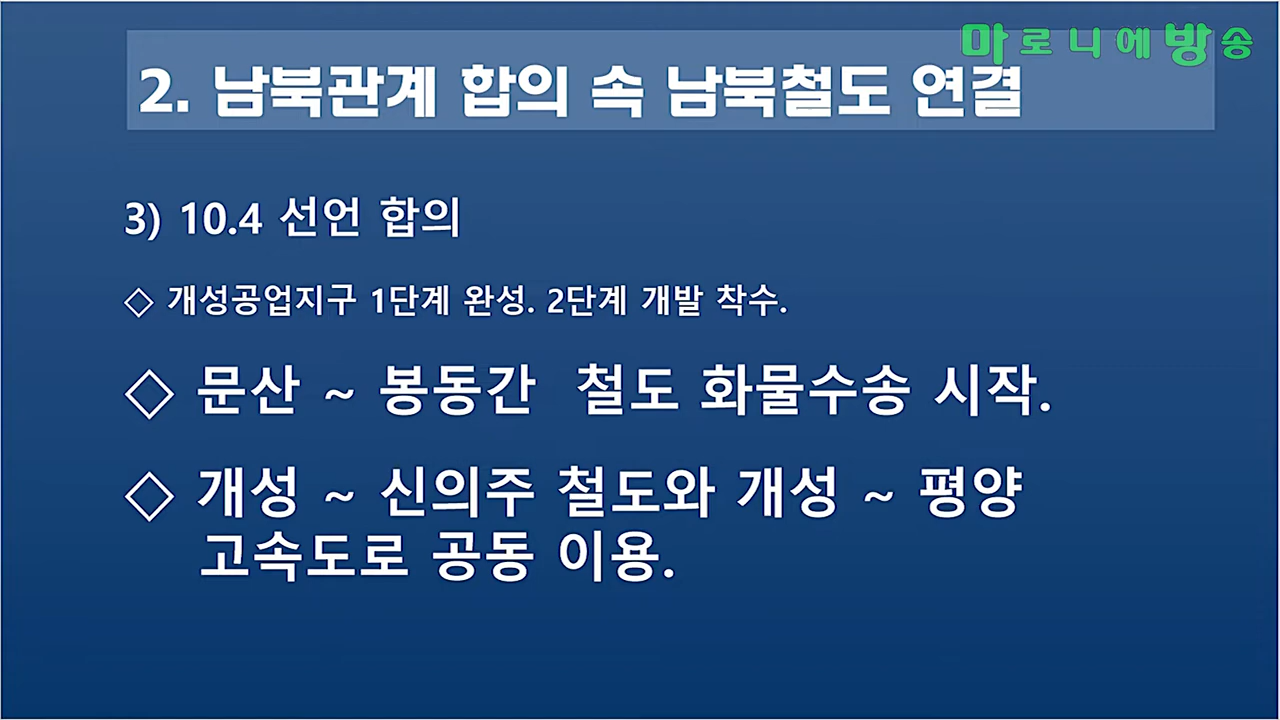 마로니에방송
2. 남북관계 합의 속 남북철도 연결
3) 10.4 선언 합의
◇ 개성공업지구 1단계 완성. 2단계 개발 착수.
◇ 문산 ~ 봉동간 철도 화물수송 시작.
◇ 개성 ~ 신의주 철도와 개성 ~ 평양
고속도로 공동 이용.